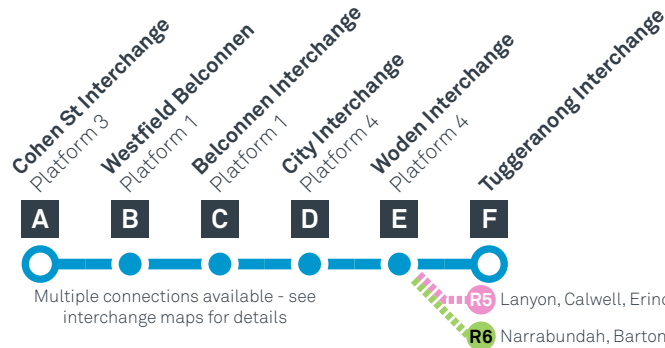 Cohen St Interchange
Platform 3
Westfield Belconnen
Platform 1
Belconnen Interchange
Platform 1
City Interchange
Platform 4
Woden Interchange
Platform 4
Tuggeranong Interchange
A B C D E F
Multiple connections available - see
interchange maps for details
R5 Lanyon, Calwell,
R6 Narrabundah, Barton